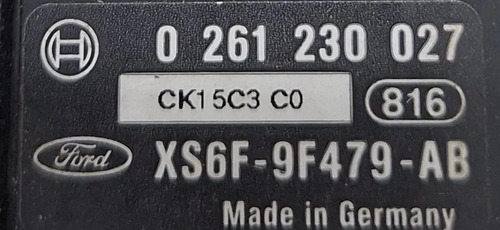 0 261 230 027
CK15C3 C0
816
Ford
XS6F-9F479-AB
Made in Germany